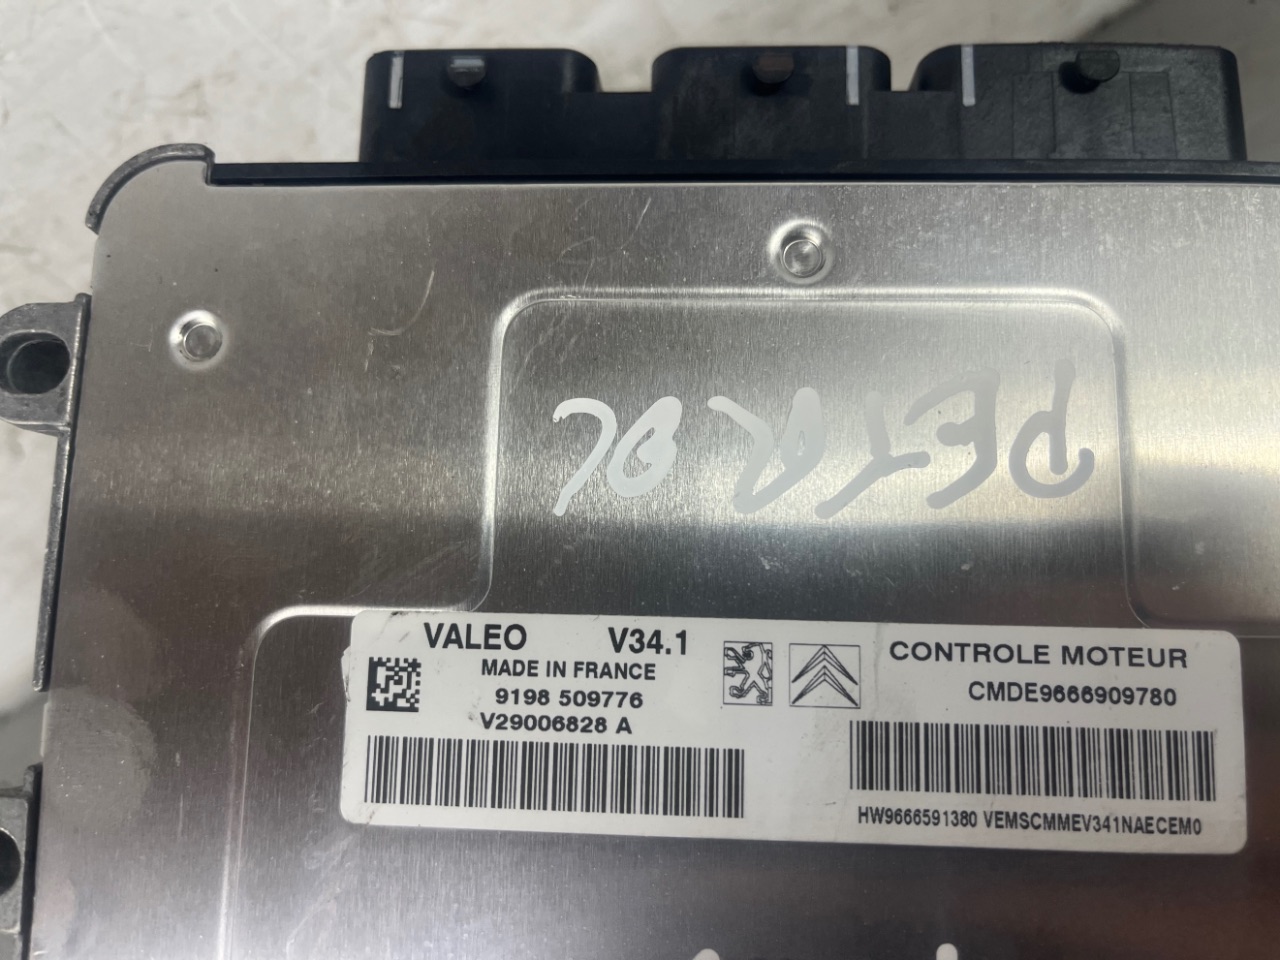 PETROL
VALEO V34.1
MADE IN FRANCE
9198 509776
V29006828 A
CONTROLE MOTEUR
CMDE9666909780
HW9666591380 VEMSCMMEV341NAECEM0